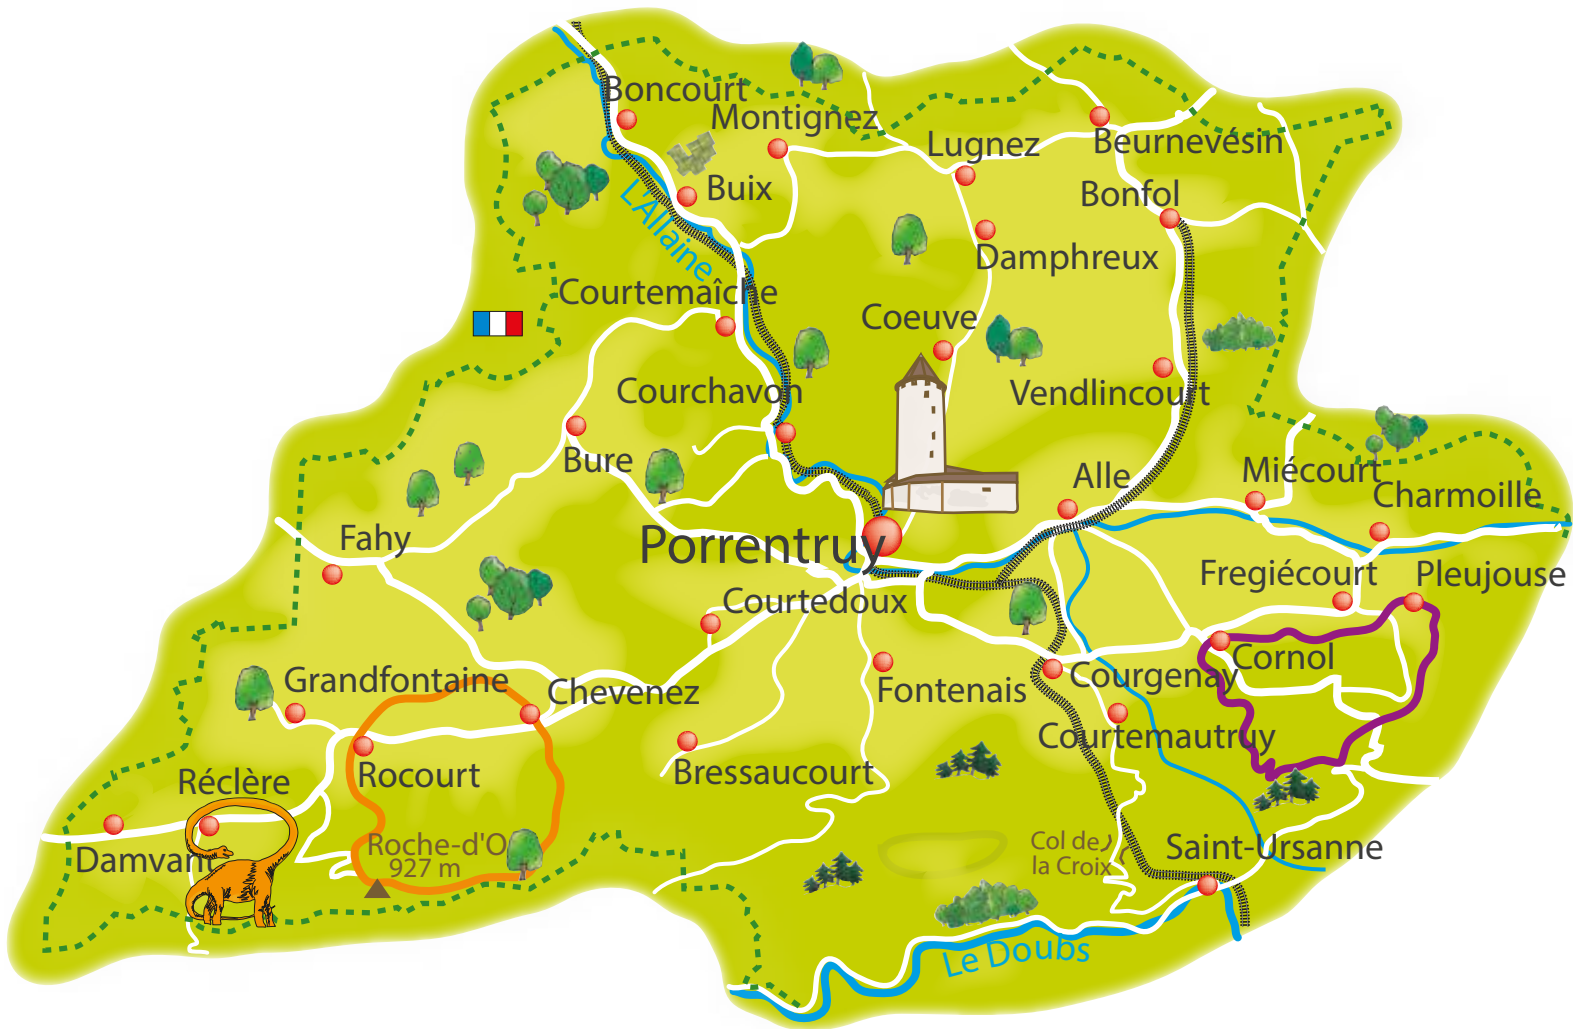 Boncourt
Montignez
Lugnez
Beurnevésin
Buix
Bonfol
L'Allaine
Damphreux
Courtemaîche
Coeuve
Courchavon
Vendlincourt
Bure
Alle
Miécourt
Charmoille
Fahy
Porrentruy
Fregiécourt
Pleujouse
Courtedoux
Cornol
Grandfontaine
Chevenez
Fontenais
Courgenay
Courtemautruy
Rocourt
Bressaucourt
Réclère
Damvant
Roche-d'O
927 m
Col de
la Croix
Saint-Ursanne
Le Doubs